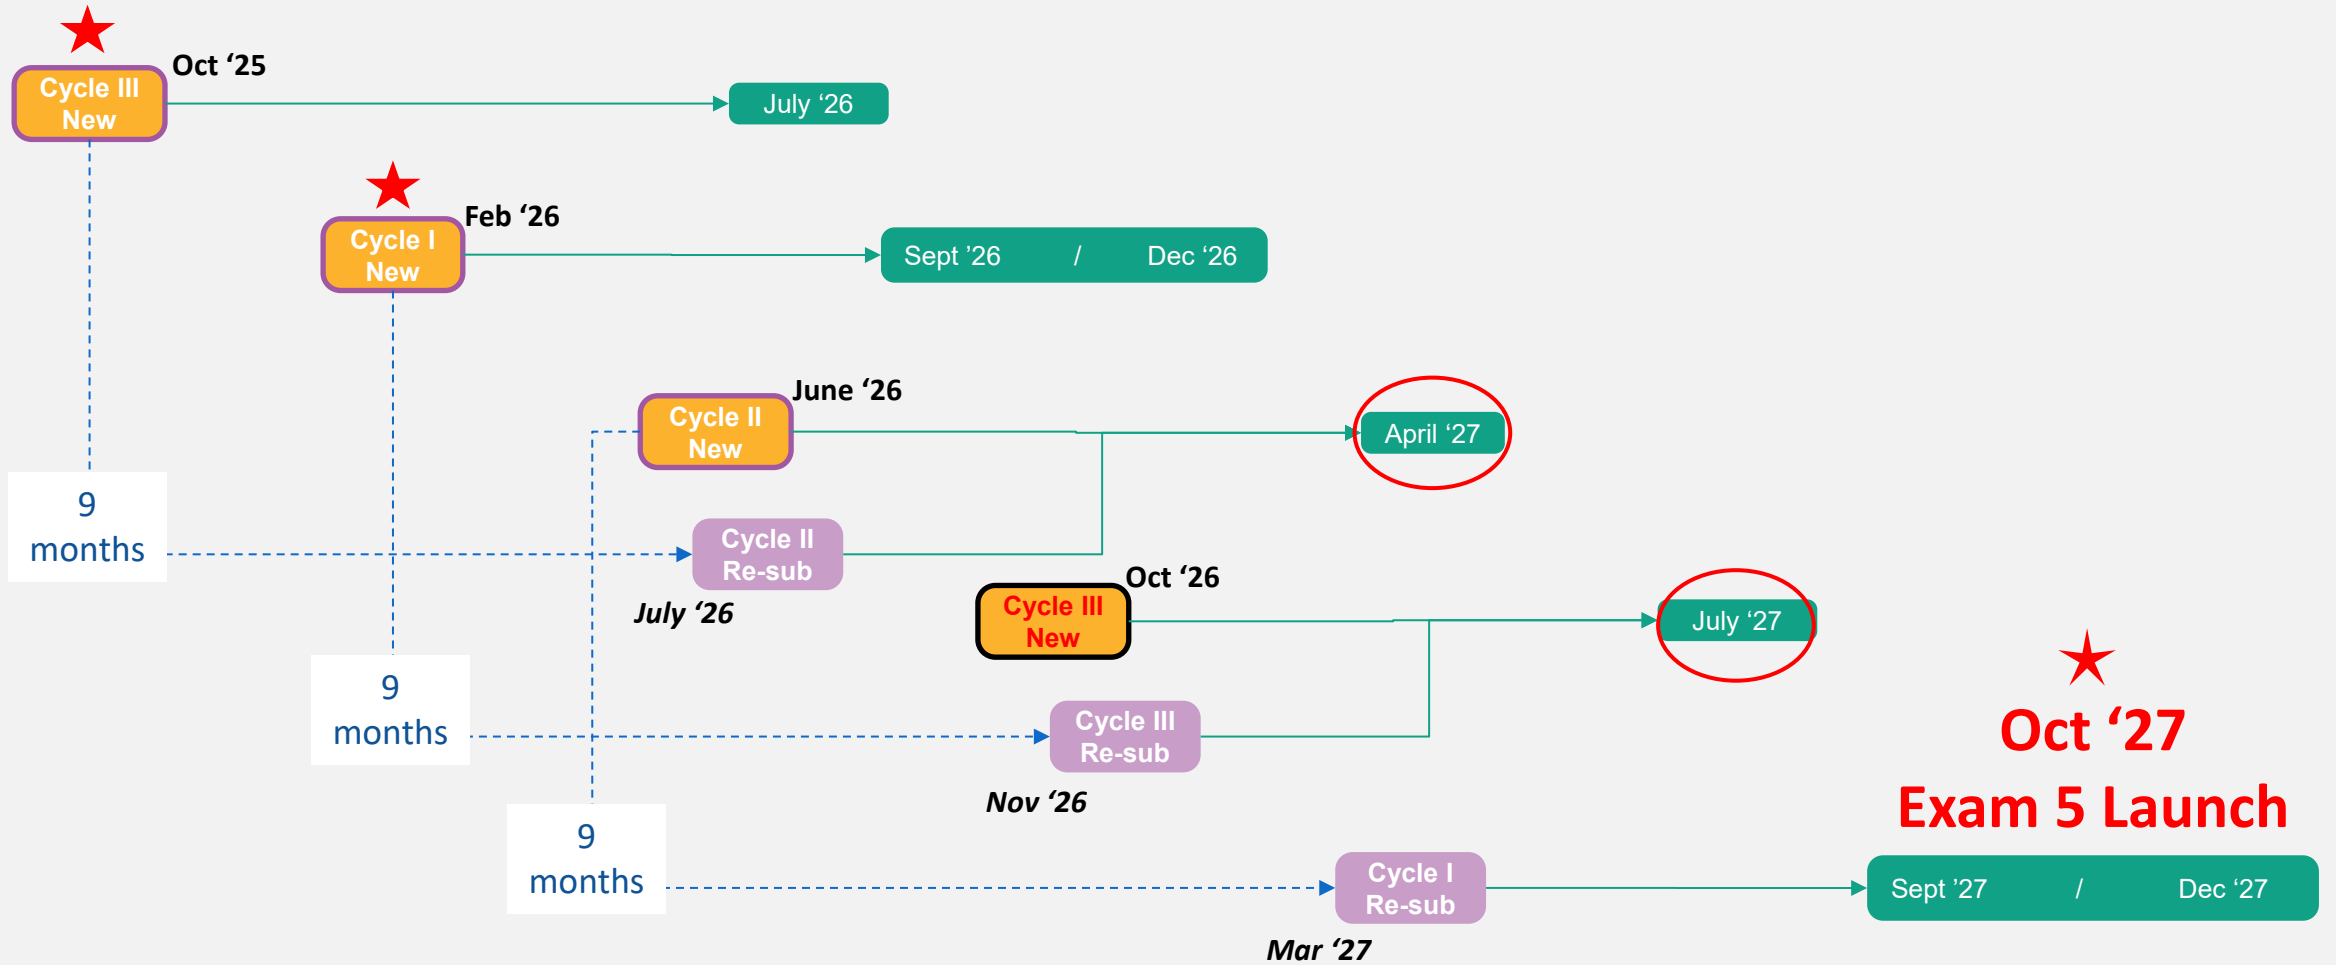 Oct ‘25
Cycle III
New
July ‘26
Feb ‘26
Cycle I
New
Sept ’26 / Dec ‘26
June ‘26
Cycle II
New
April ‘27
9
months
Cycle II
Re-sub
July ‘26
Oct ‘26
Cycle III
New
July ‘27
9
months
Cycle III
Re-sub
Nov ‘26
Oct ‘27
Exam 5 Launch
9
months
Cycle I
Re-sub
Mar ‘27
Sept ’27 / Dec ‘27